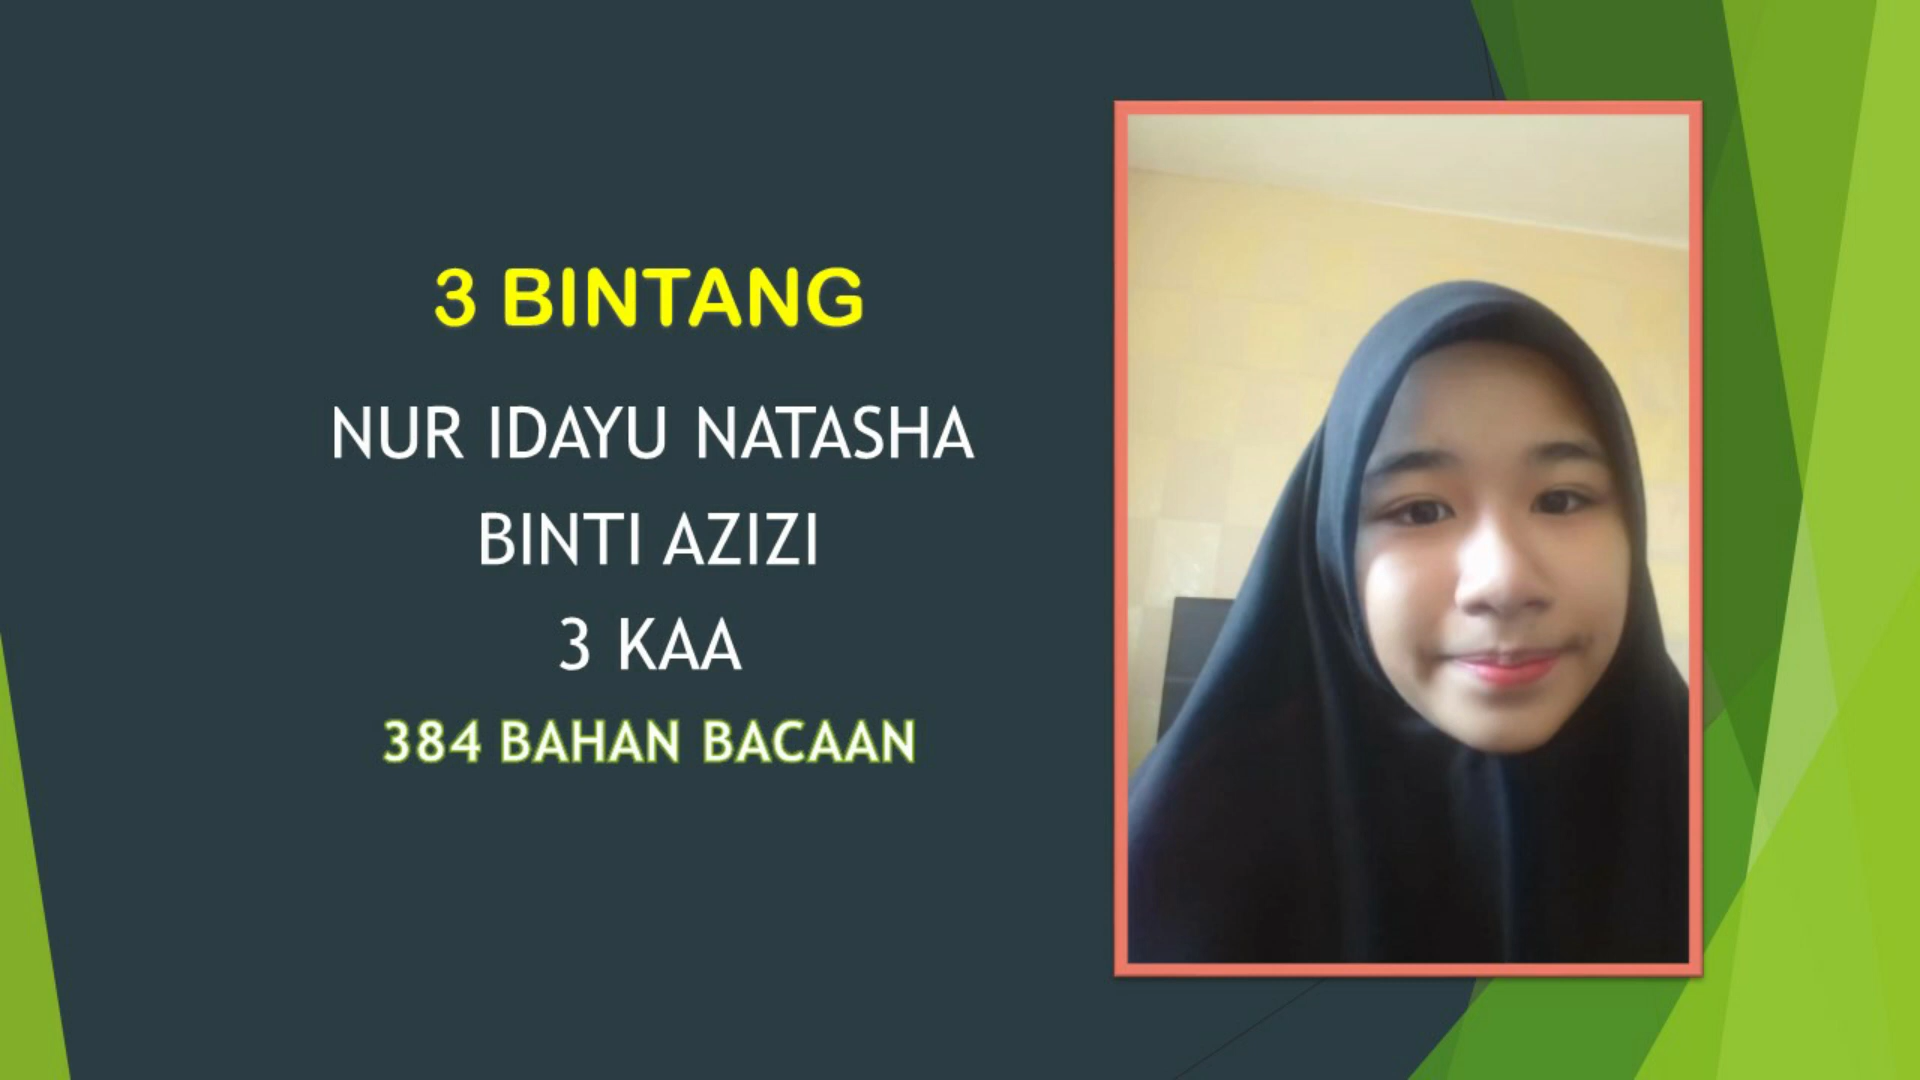 3 BINTANG
NUR IDAYU NATASHA
BINTI AZIZI
3 KAA
384 BAHAN BACAAN